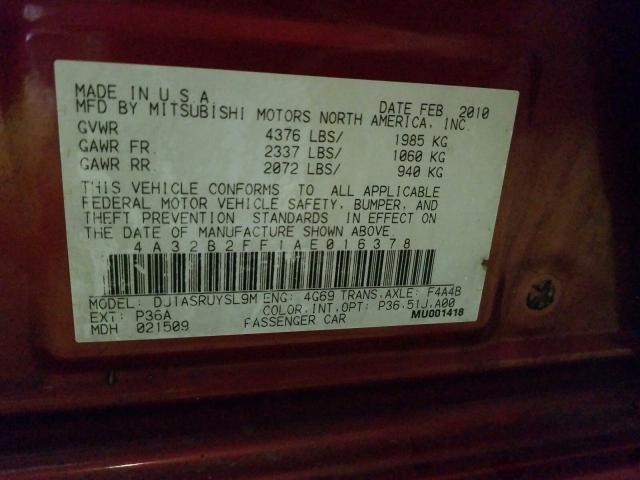 MADE IN U.S.A. DATE FEB 2010
MFD BY MITSUBISHI MOTORS NORTH AMERICA, INC
GVWR 4376 LBS/ 1985 KG
GAWR FR. 2337 LBS/ 1060 KG
GAWR RR. 2072 LBS/ 940 KG
THIS VEHICLE CONFORMS TO ALL APPLICABLE
FEDERAL MOTOR VEHICLE SAFETY, BUMPER, AND
THEFT PREVENTION STANDARDS IN EFFECT ON
THE DATE OF MANUFACTURE SHOWN ABOVE.
4A32B2FF1AE016378
MODEL: DJIASRUYSL9M ENG: 4G69 TRANS.AXLE: F4A4B
EXT: P36A COLOR,INT,OPT: P36.51J.A00
MDH 021509 PASSENGER CAR MU001418